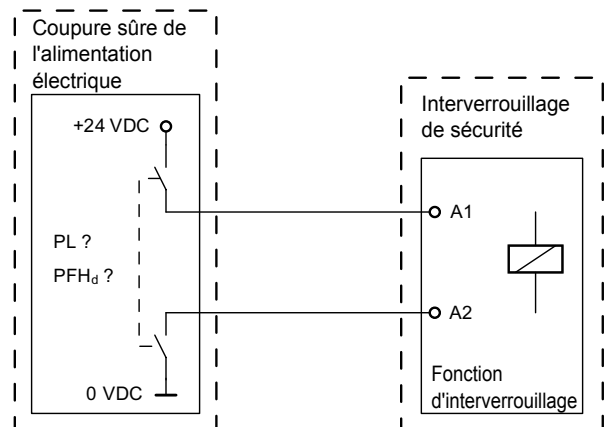 Coupure sûre de
l'alimentation
électrique
+24 VDC
PL ?
PFHd ?
0 VDC
Interverrouillage
de sécurité
A1
A2
Fonction
d'interverrouillage